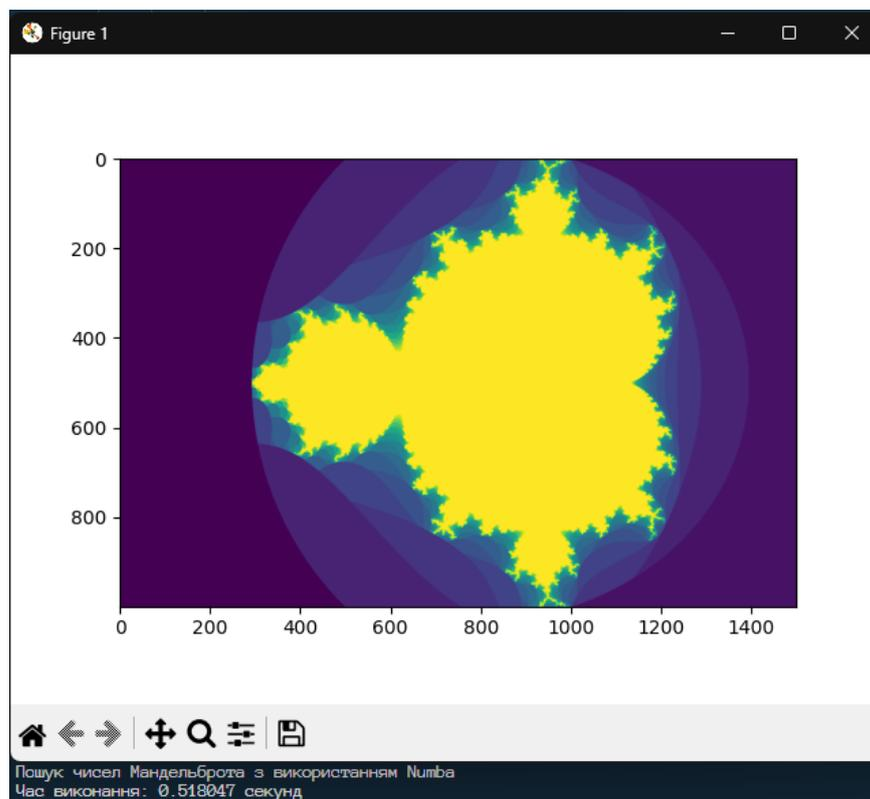 Figure 1
0
200
400
600
800
0 200 400 600 800 1000 1200 1400
Пошук чисел Мандельброта з використанням Numba
Час виконання: 0.518047 секунд